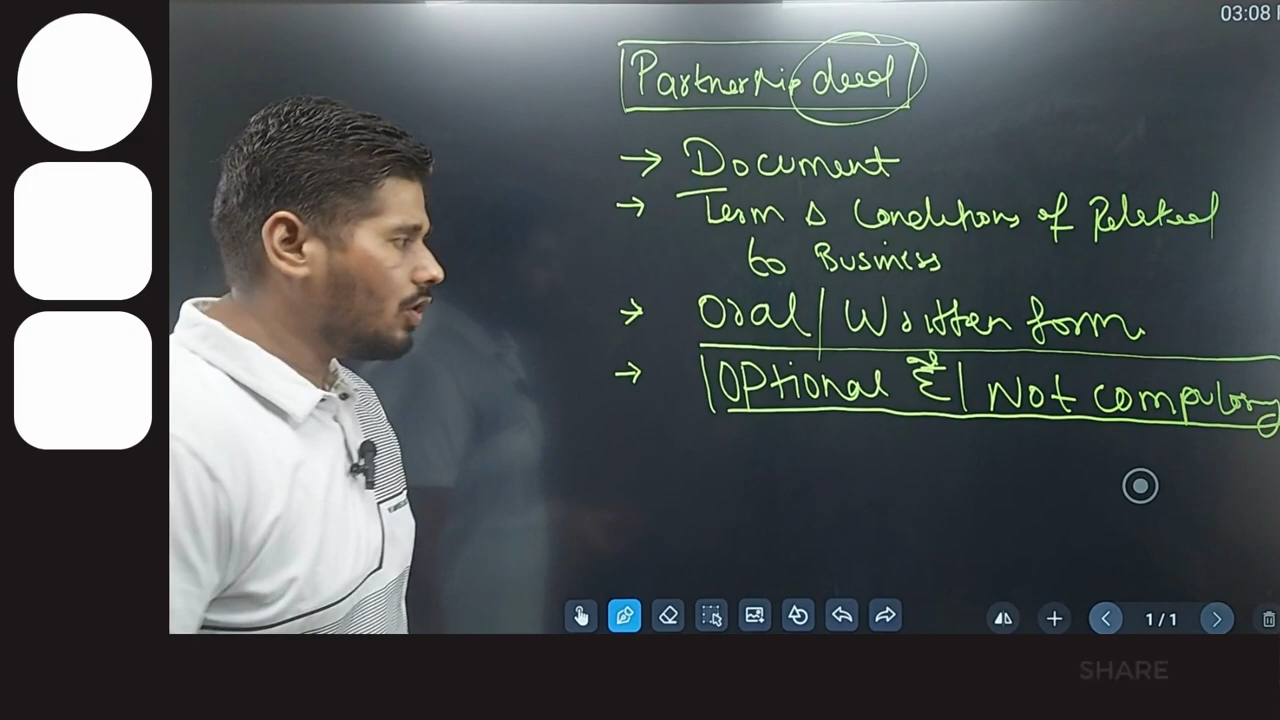 03:08
Partnership deed
→ Document
→ Term & Conditions of Related
to Business
→ Oral / Written form
→ Optional है | Not compulsory
1/1
SHARE